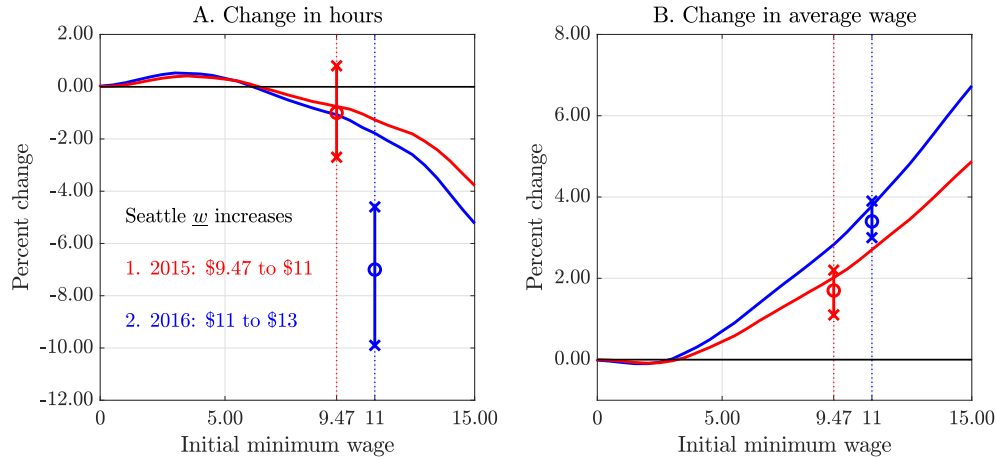 A. Change in hours
Percent change
2.00
0.00
-2.00
-4.00
-6.00
-8.00
-10.00
-12.00
Seattle w increases
1. 2015: $9.47 to $11
2. 2016: $11 to $13
0
5.00
9.47
11
15.00
Initial minimum wage
B. Change in average wage
Percent change
8.00
6.00
4.00
2.00
0.00
0
5.00
9.47
11
15.00
Initial minimum wage